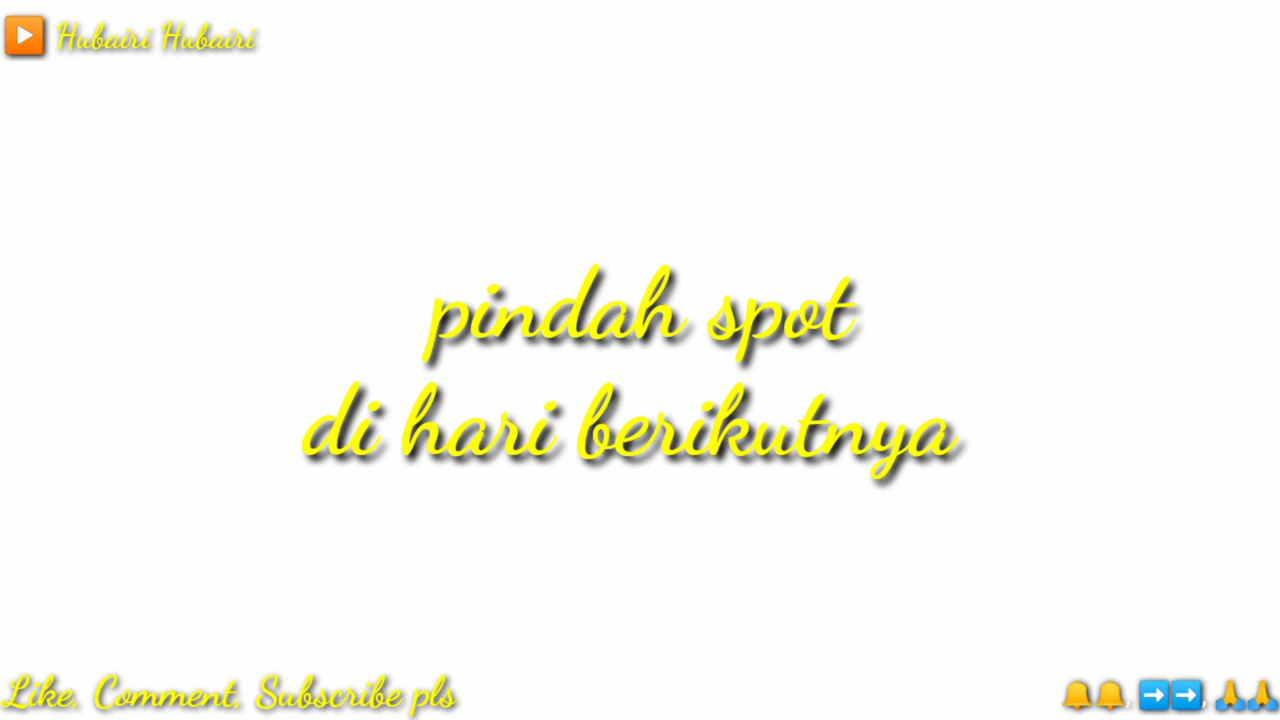 ▶️ Hubairi Hubairi
pindah spot
di hari berikutnya
Like, Comment, Subscribe pls
🔔🔔, ➡️➡️, 🙏🙏